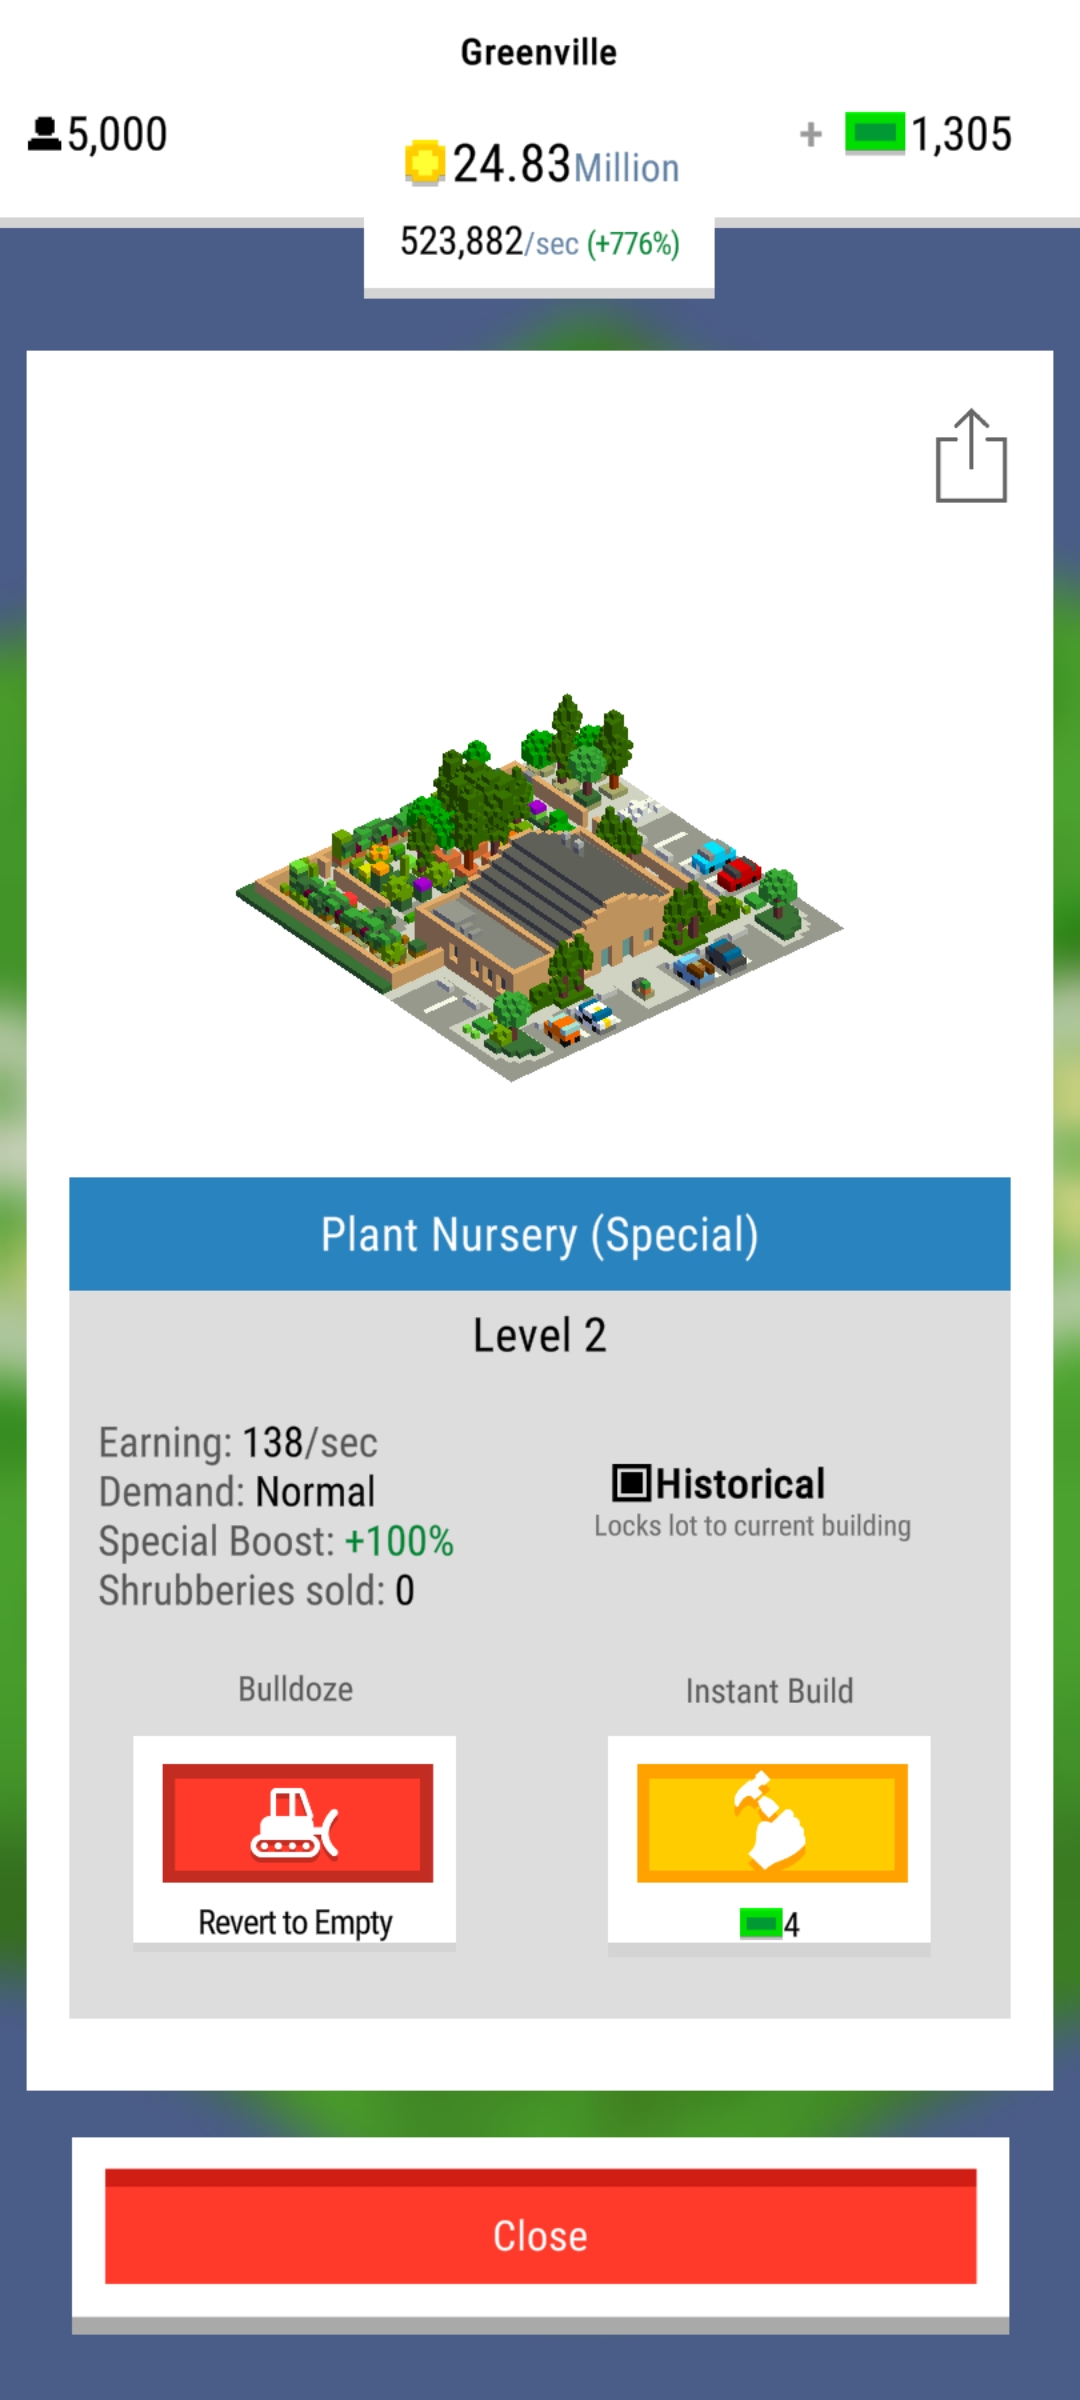 Greenville
5,000
24.83Million
+ 1,305
523,882/sec (+776%)
Plant Nursery (Special)
Level 2
Earning: 138/sec
Demand: Normal
Special Boost: +100%
Shrubberies sold: 0
Historical
Locks lot to current building
Bulldoze
Instant Build
Revert to Empty
4
Close